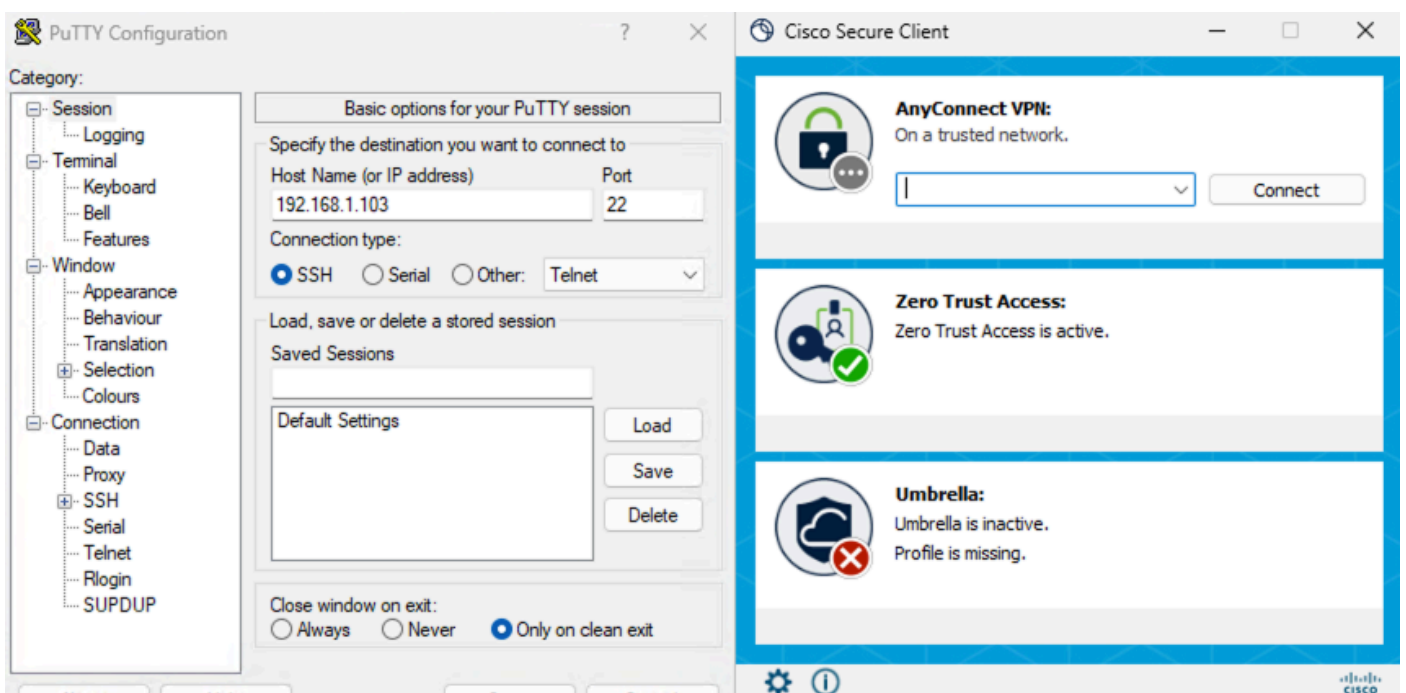 PuTTY Configuration
?
Category:
Session
Logging
Terminal
Keyboard
Bell
Features
Window
Appearance
Behaviour
Translation
Selection
Colours
Connection
Data
Proxy
SSH
Serial
Telnet
Rlogin
SUPDUP
Basic options for your PuTTY session
Specify the destination you want to connect to
Host Name (or IP address) Port
192.168.1.103 22
Connection type:
SSH Serial Other: Telnet
Load, save or delete a stored session
Saved Sessions
Default Settings
Load
Save
Delete
Close window on exit:
Always Never Only on clean exit
Cisco Secure Client
AnyConnect VPN:
On a trusted network.
Connect
Zero Trust Access:
Zero Trust Access is active.
Umbrella:
Umbrella is inactive.
Profile is missing.
CISCO